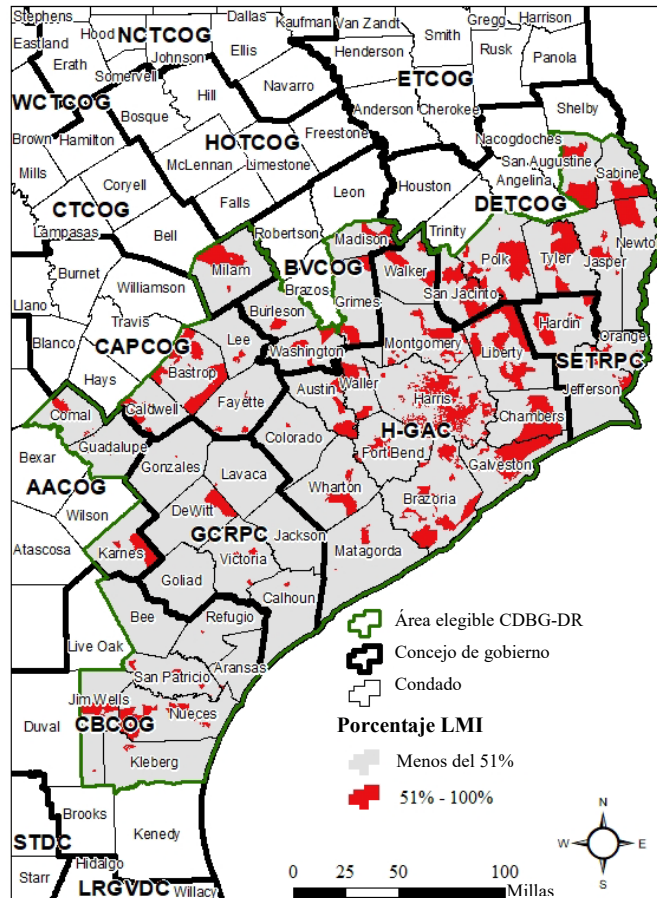 Stephens
Hood
NCTCOG
Dallas
Kaufman
Van Zandt
Smith
Gregg
Harrison
Eastland
Erath
Johnson
Ellis
Henderson
Rusk
Panola
Somervell
Hill
Navarro
ETCOG
WCTCOG
Bosque
Anderson
Cherokee
Shelby
Brown
Hamilton
HOTCOG
Freestone
Nacogdoches
Mills
McLennan
Limestone
San Augustine
Sabine
Coryell
Leon
Houston
Angelina
CTCOG
Falls
DETCOG
Lampasas
Bell
Robertson
Madison
Trinity
Newton
Burnet
Milam
BVCOG
Walker
Polk
Tyler
Jasper
Williamson
Brazos
San Jacinto
Llano
Burleson
Grimes
Hardin
Travis
Lee
Washington
Montgomery
Liberty
Orange
Blanco
CAPCOG
SETRPC
Hays
Bastrop
Austin
Waller
Harris
Jefferson
Comal
Caldwell
Fayette
Chambers
Guadalupe
Colorado
H-GAC
Bexar
Gonzales
Fort Bend
Galveston
AACOG
Lavaca
Wharton
Wilson
DeWitt
Brazoria
Atascosa
Karnes
GCRPC
Jackson
Matagorda
Victoria
Goliad
Calhoun
Bee
Refugio
Live Oak
Aransas
San Patricio
Jim Wells
Nueces
Duval
CBCOG
Kleberg
Brooks
Kenedy
STDC
Hidalgo
Starr
LRGVDC
Willacy
Área elegible CDBG-DR
Concejo de gobierno
Condado
Porcentaje LMI
Menos del 51%
51% - 100%
N
W
E
S
0 25 50 100
Millas